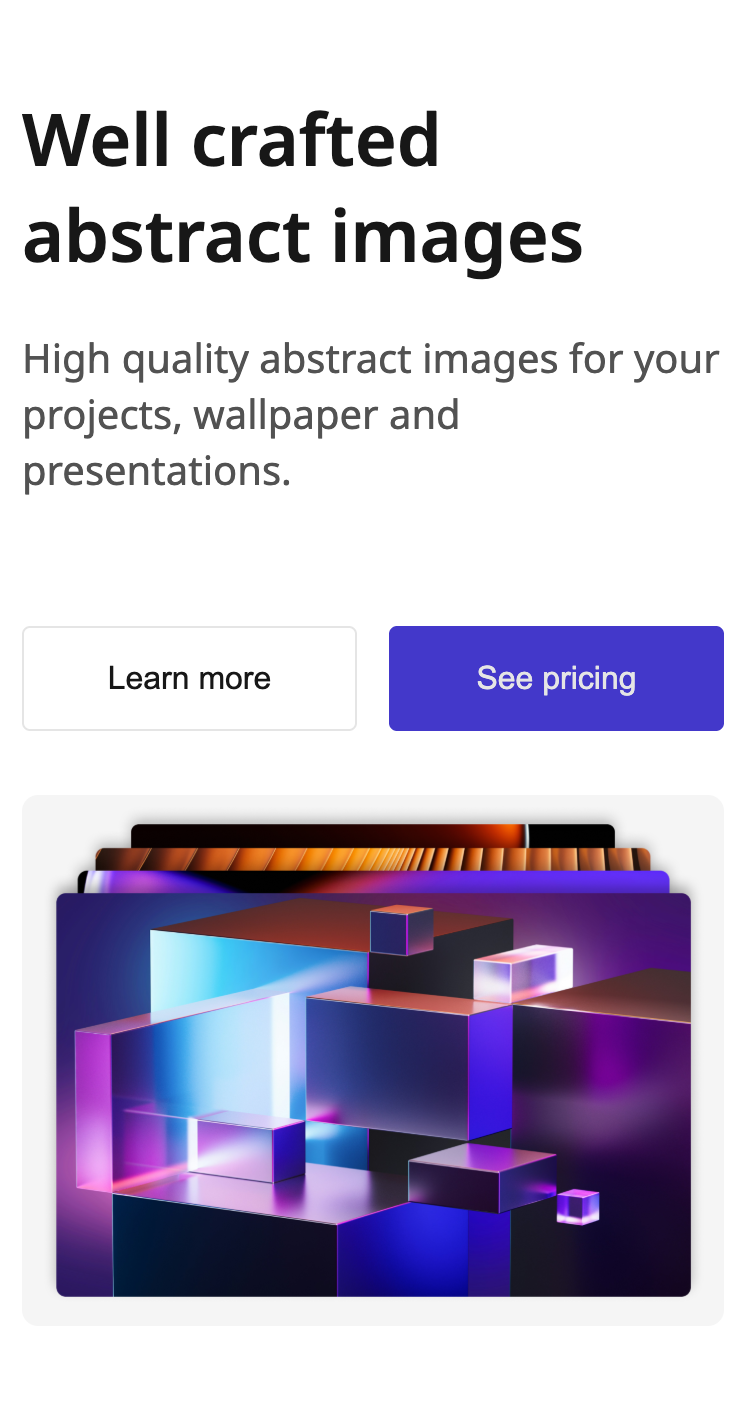 Well crafted
abstract images
High quality abstract images for your
projects, wallpaper and
presentations.
Learn more
See pricing